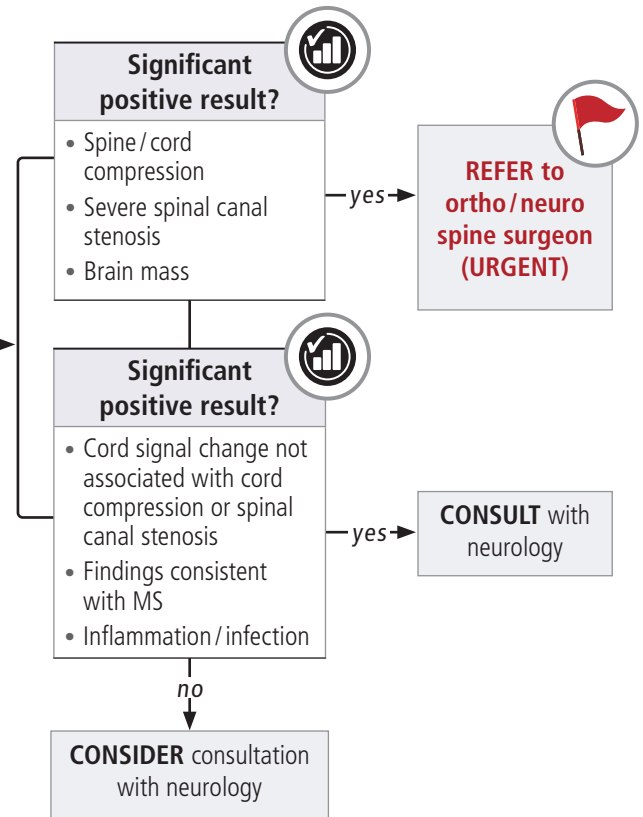 Significant
positive result?
• Spine / cord
compression
• Severe spinal canal
stenosis
• Brain mass
yes
REFER to
ortho / neuro
spine surgeon
(URGENT)
Significant
positive result?
• Cord signal change not
associated with cord
compression or spinal
canal stenosis
• Findings consistent
with MS
• Inflammation / infection
yes
CONSULT with
neurology
no
CONSIDER consultation
with neurology